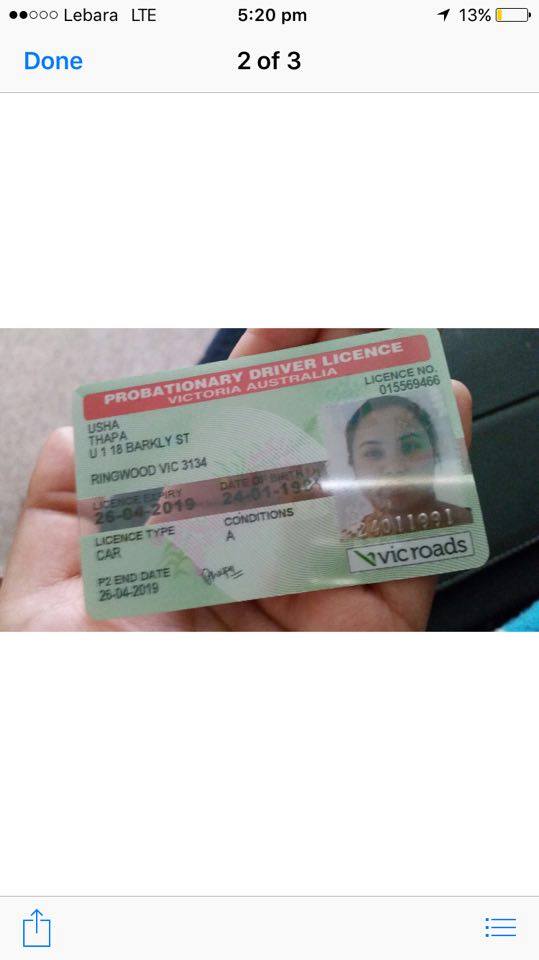 Lebara LTE 5:20 pm 13%
Done 2 of 3
PROBATIONARY DRIVER LICENCE
VICTORIA AUSTRALIA
LICENCE NO.
015569466
USHA
THAPA
U 1 18 BARKLY ST
RINGWOOD VIC 3134
LICENCE EXPIRY DATE OF BIRTH
26-04-2019 24-01-199
LICENCE TYPE CONDITIONS
CAR A
24011991
vicroads
P2 END DATE
26-04-2019